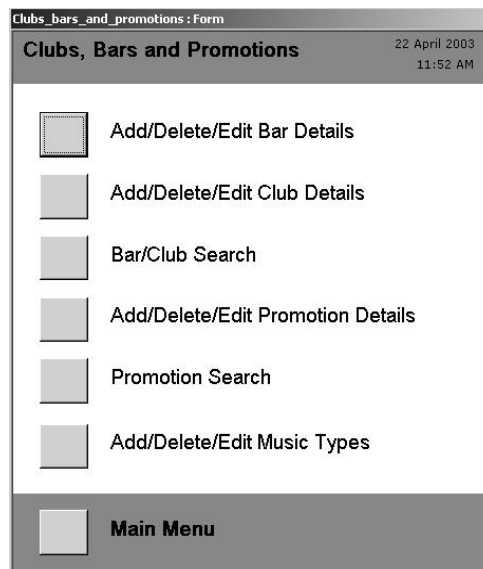 Clubs_bars_and_promotions : Form
Clubs, Bars and Promotions
22 April 2003
11:52 AM
Add/Delete/Edit Bar Details
Add/Delete/Edit Club Details
Bar/Club Search
Add/Delete/Edit Promotion Details
Promotion Search
Add/Delete/Edit Music Types
Main Menu